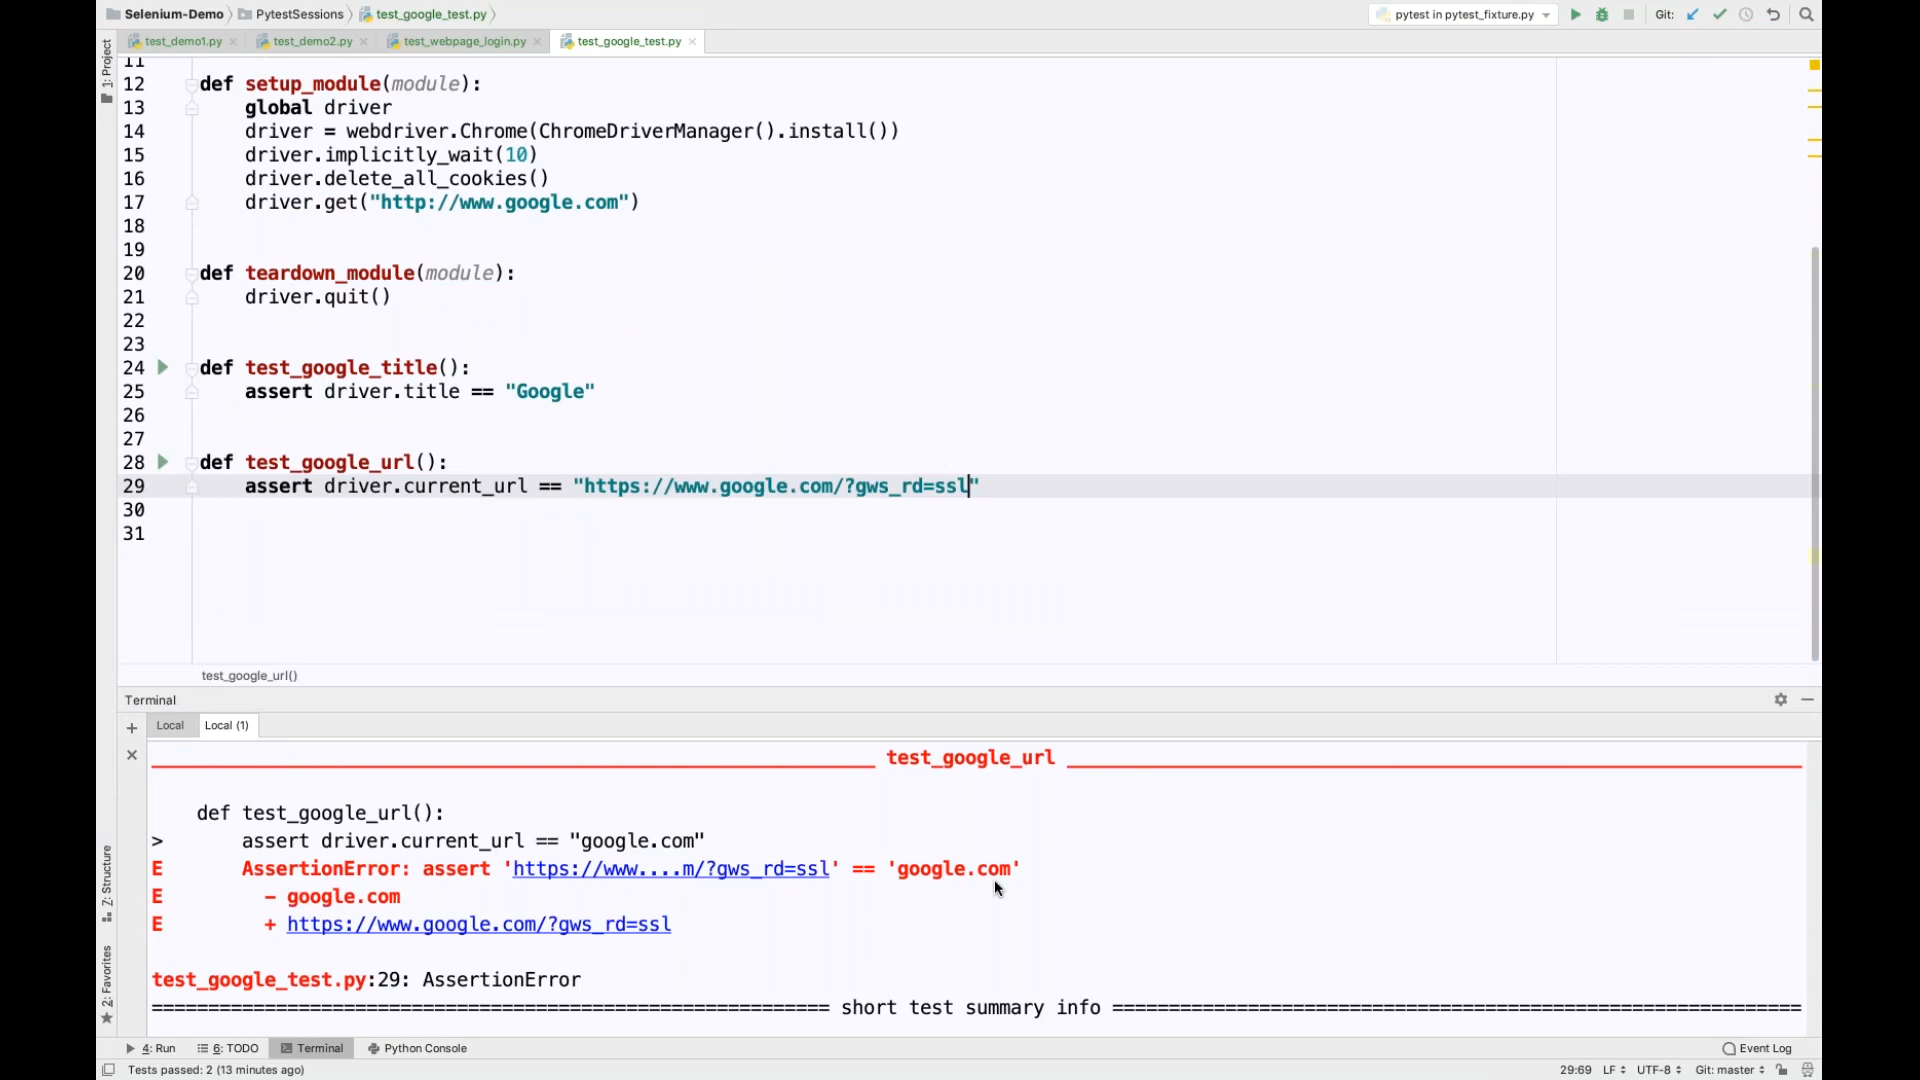 Selenium-Demo PytestSessions test_google_test.py pytest in pytest_fixture.py Git:
test_demo1.py test_demo2.py test_webpage_login.py test_google_test.py
1: Project
11
12 def setup_module(module):
13 global driver
14 driver = webdriver.Chrome(ChromeDriverManager().install())
15 driver.implicitly_wait(10)
16 driver.delete_all_cookies()
17 driver.get("http://www.google.com")
18
19
20 def teardown_module(module):
21 driver.quit()
22
23
24 def test_google_title():
25 assert driver.title == "Google"
26
27
28 def test_google_url():
29 assert driver.current_url == "https://www.google.com/?gws_rd=ssl"
30
31
test_google_url()
Terminal
Local Local (1)
test_google_url
def test_google_url():
> assert driver.current_url == "google.com"
E AssertionError: assert 'https://www....m/?gws_rd=ssl' == 'google.com'
E - google.com
E + https://www.google.com/?gws_rd=ssl
test_google_test.py:29: AssertionError
============================================================= short test summary info =============================================================
Z: Structure
2: Favorites
4: Run 6: TODO Terminal Python Console Event Log
Tests passed: 2 (13 minutes ago) 29:69 LF UTF-8 Git: master